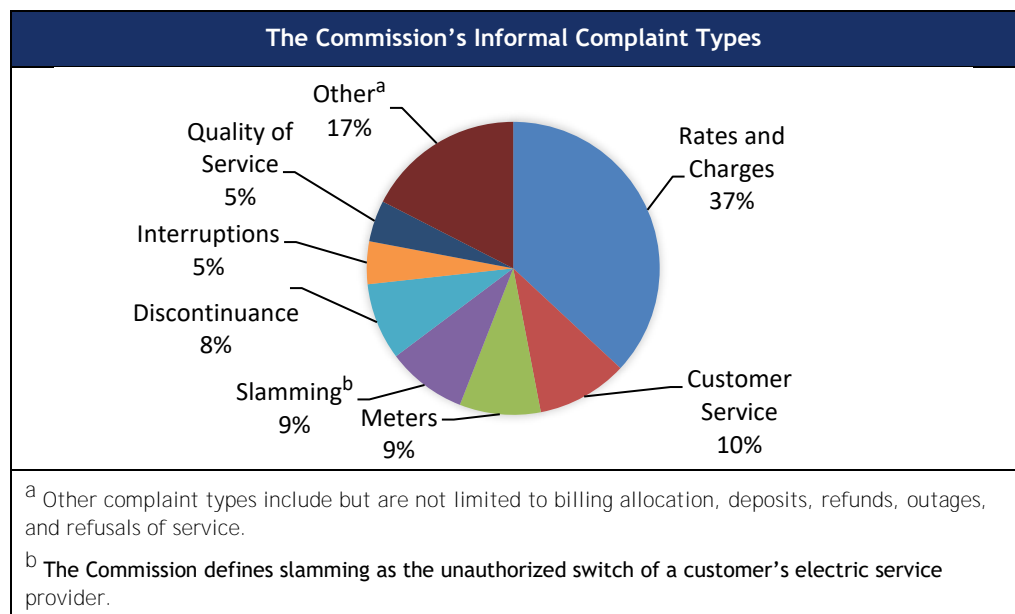 The Commission's Informal Complaint Types
Other^a
17%
Quality of
Service
5%
Interruptions
5%
Discontinuance
8%
Slamming^b
9%
Meters
9%
Rates and
Charges
37%
Customer
Service
10%
^a Other complaint types include but are not limited to billing allocation, deposits, refunds, outages,
and refusals of service.
^b The Commission defines slamming as the unauthorized switch of a customer's electric service
provider.